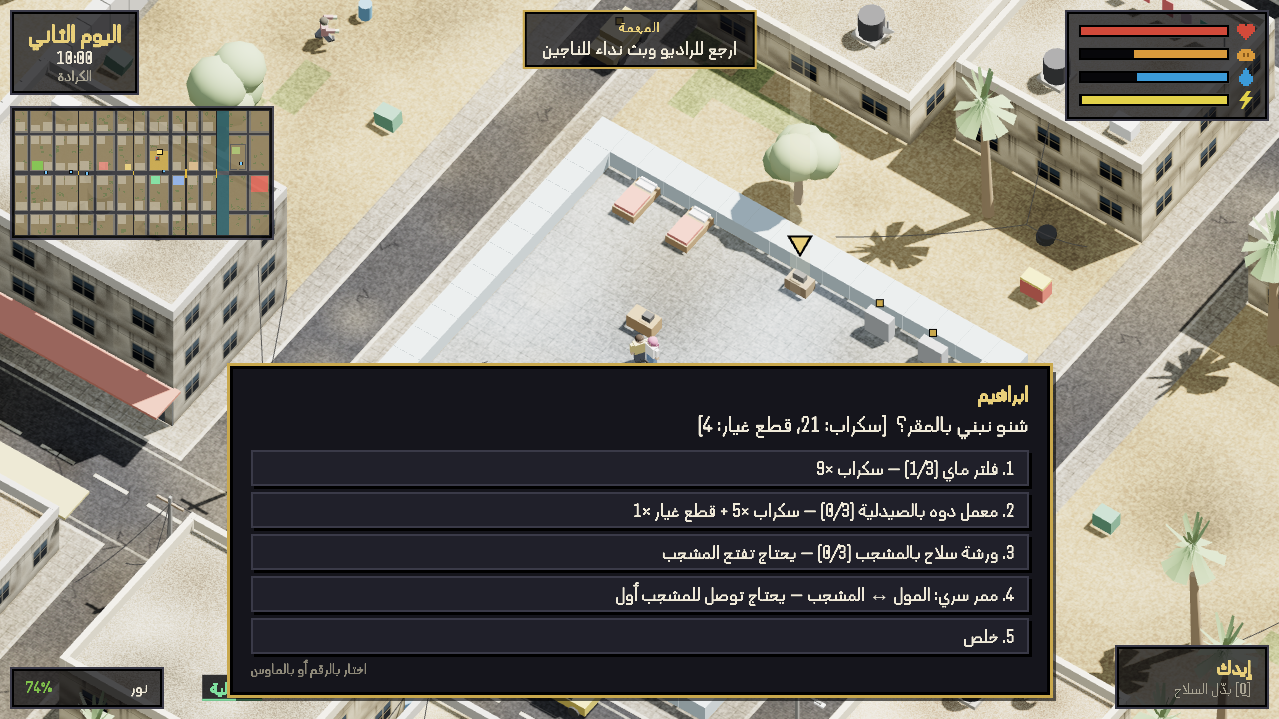 اليوم الثاني
10:00
الكرادة
المهمة
ارجع للراديو وبث نداء للناجين
ابراهيم
شنو نبني بالمقر؟ [سكراب: 21, قطع غيار: 4]
1. فلتر ماي (1/3) — سكراب ×9
2. معمل دوه بالصيدلية (0/3) — سكراب ×5 + قطع غيار ×1
3. ورشة سلاح بالمشجب (0/3) — يحتاج تفتح المشجب
4. ممر سري: المول ↔ المشجب — يحتاج توصل للمشجب أول
5. خلص
اختار بالرقم أو بالماوس
نور
74%
إيدك
[Q] بدّل السلاح